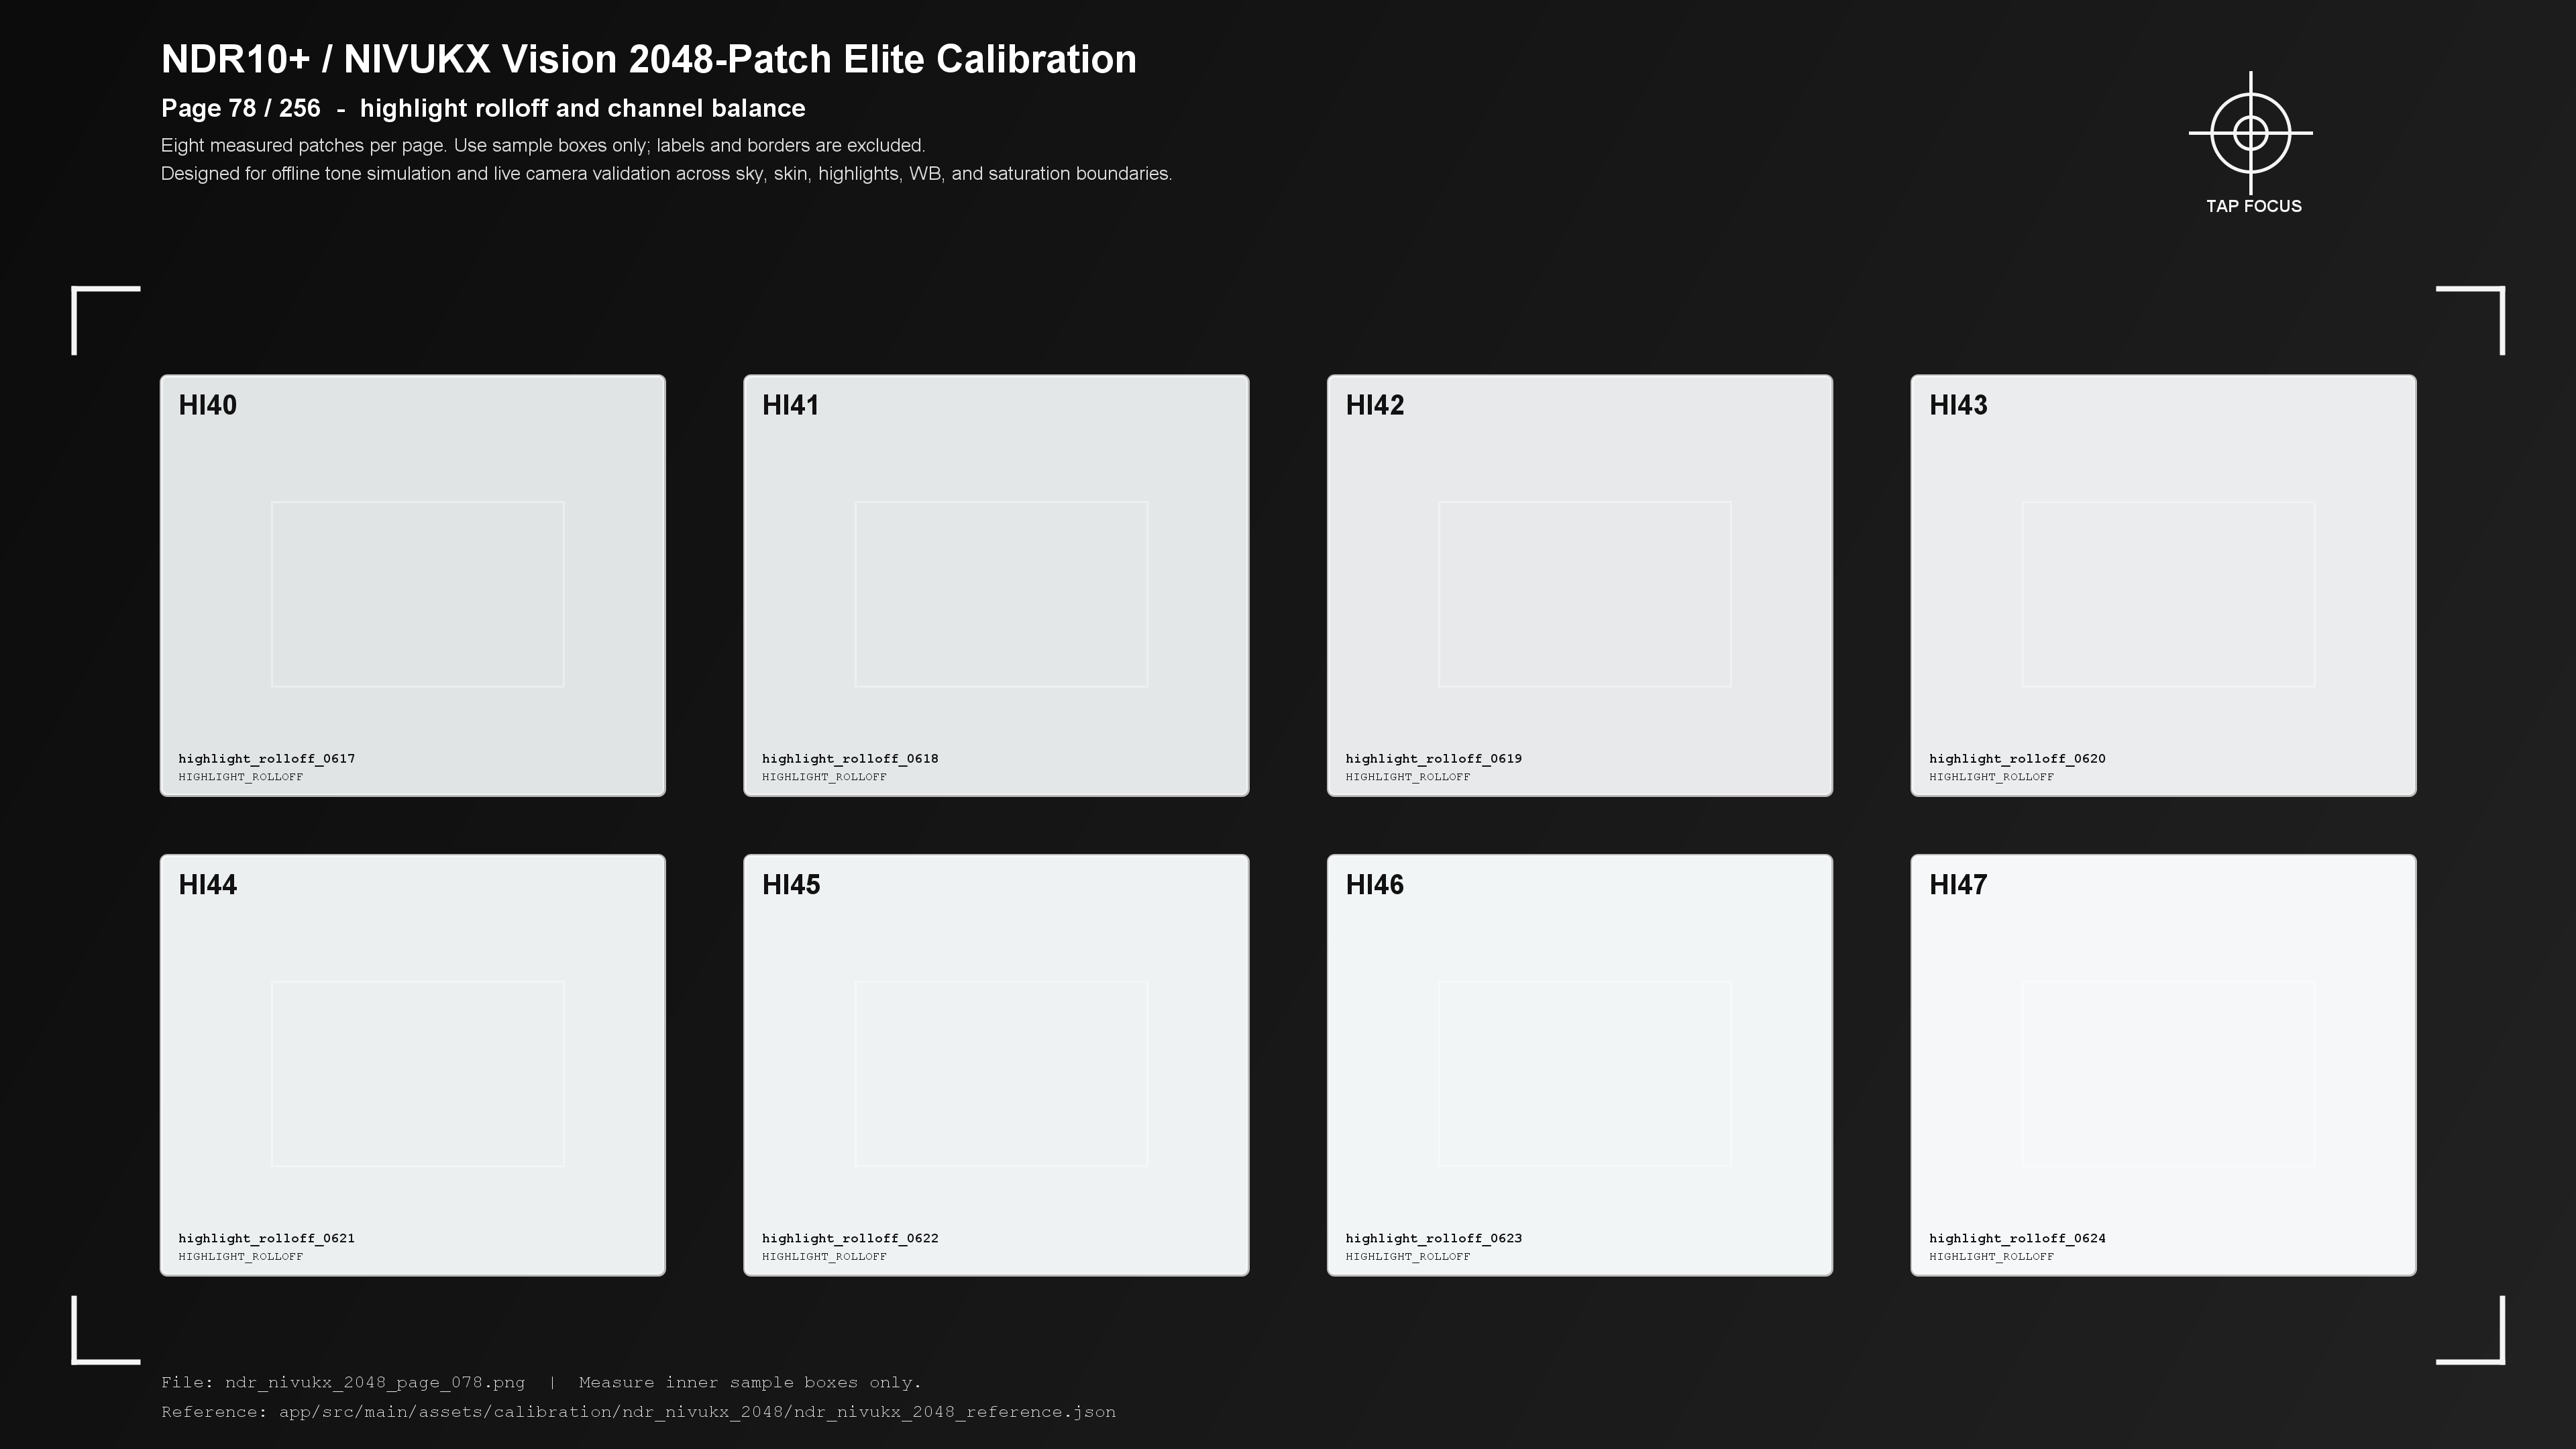 NDR10+ / NIVUKX Vision 2048-Patch Elite Calibration
Page 78 / 256 - highlight rolloff and channel balance
Eight measured patches per page. Use sample boxes only; labels and borders are excluded.
Designed for offline tone simulation and live camera validation across sky, skin, highlights, WB, and saturation boundaries.
TAP FOCUS
HI40
highlight_rolloff_0617
HIGHLIGHT_ROLLOFF
HI41
highlight_rolloff_0618
HIGHLIGHT_ROLLOFF
HI42
highlight_rolloff_0619
HIGHLIGHT_ROLLOFF
HI43
highlight_rolloff_0620
HIGHLIGHT_ROLLOFF
HI44
highlight_rolloff_0621
HIGHLIGHT_ROLLOFF
HI45
highlight_rolloff_0622
HIGHLIGHT_ROLLOFF
HI46
highlight_rolloff_0623
HIGHLIGHT_ROLLOFF
HI47
highlight_rolloff_0624
HIGHLIGHT_ROLLOFF
File: ndr_nivukx_2048_page_078.png | Measure inner sample boxes only.
Reference: app/src/main/assets/calibration/ndr_nivukx_2048/ndr_nivukx_2048_reference.json